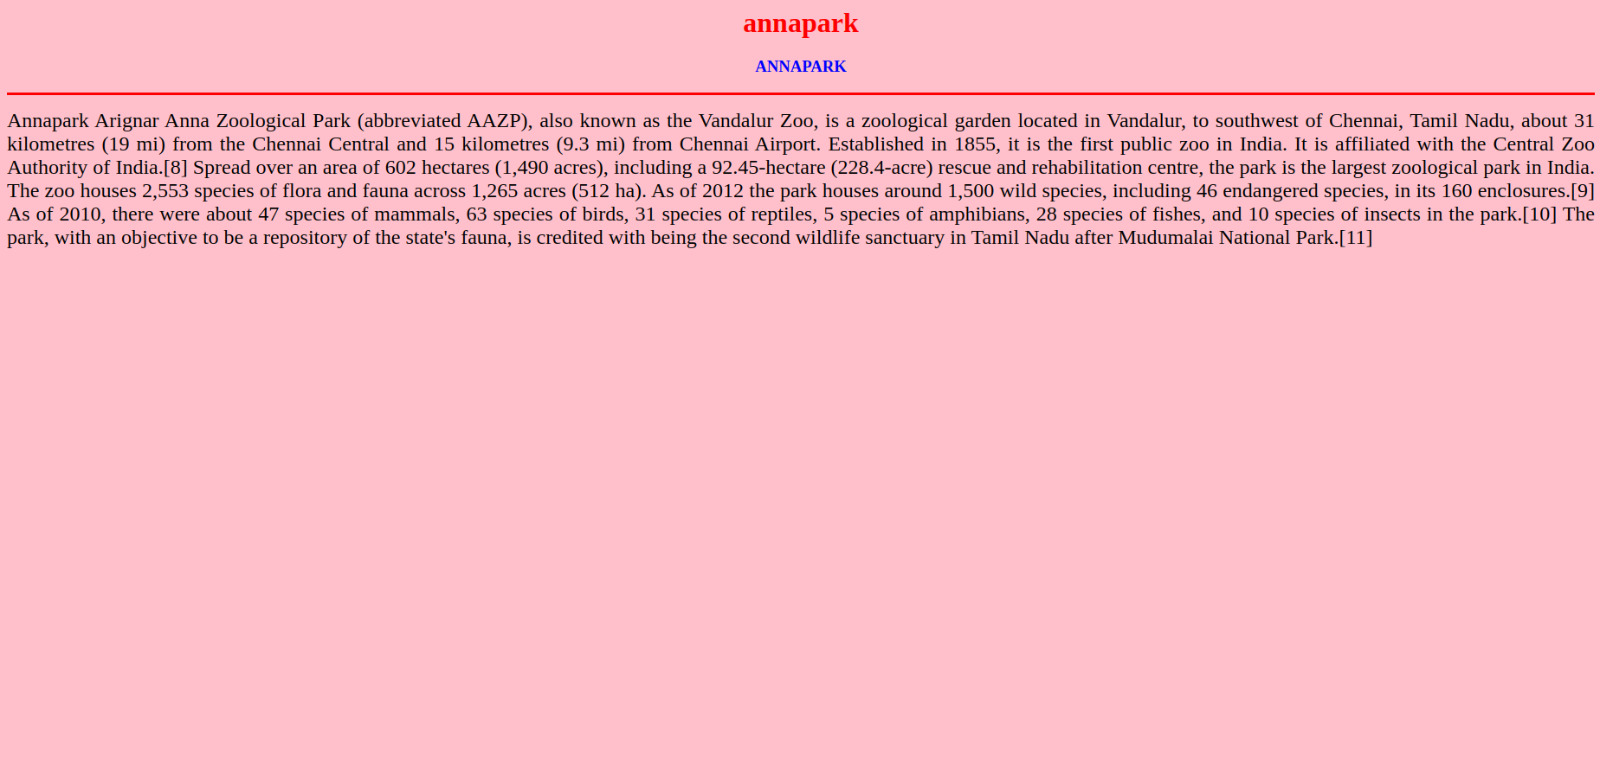 annapark
ANNAPARK
Annapark Arignar Anna Zoological Park (abbreviated AAZP), also known as the Vandalur Zoo, is a zoological garden located in Vandalur, to southwest of Chennai, Tamil Nadu, about 31
kilometres (19 mi) from the Chennai Central and 15 kilometres (9.3 mi) from Chennai Airport. Established in 1855, it is the first public zoo in India. It is affiliated with the Central Zoo
Authority of India.[8] Spread over an area of 602 hectares (1,490 acres), including a 92.45-hectare (228.4-acre) rescue and rehabilitation centre, the park is the largest zoological park in India.
The zoo houses 2,553 species of flora and fauna across 1,265 acres (512 ha). As of 2012 the park houses around 1,500 wild species, including 46 endangered species, in its 160 enclosures.[9]
As of 2010, there were about 47 species of mammals, 63 species of birds, 31 species of reptiles, 5 species of amphibians, 28 species of fishes, and 10 species of insects in the park.[10] The
park, with an objective to be a repository of the state's fauna, is credited with being the second wildlife sanctuary in Tamil Nadu after Mudumalai National Park.[11]